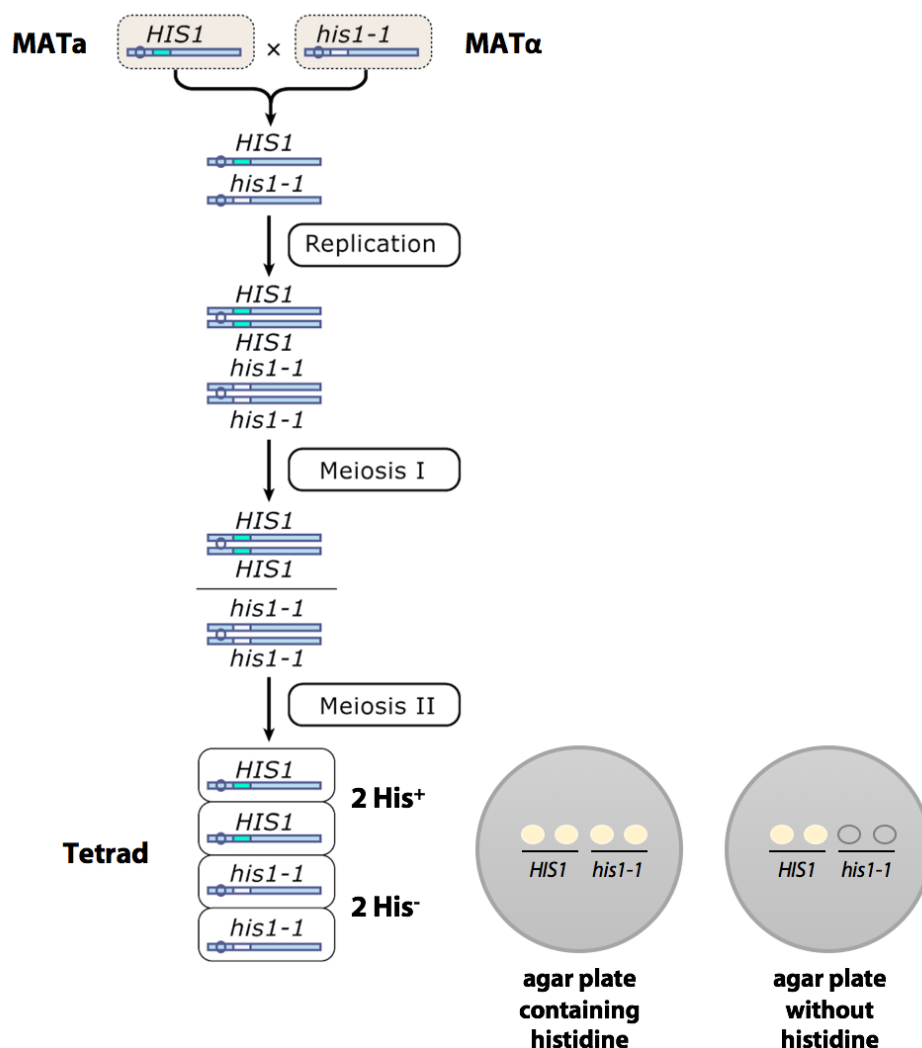 MATa
HIS1
×
his1-1
MATα
HIS1
his1-1
Replication
HIS1
HIS1
his1-1
his1-1
Meiosis I
HIS1
HIS1
his1-1
his1-1
Meiosis II
Tetrad
HIS1
HIS1
his1-1
his1-1
2 His⁺
2 His⁻
HIS1 his1-1
agar plate
containing
histidine
HIS1 his1-1
agar plate
without
histidine